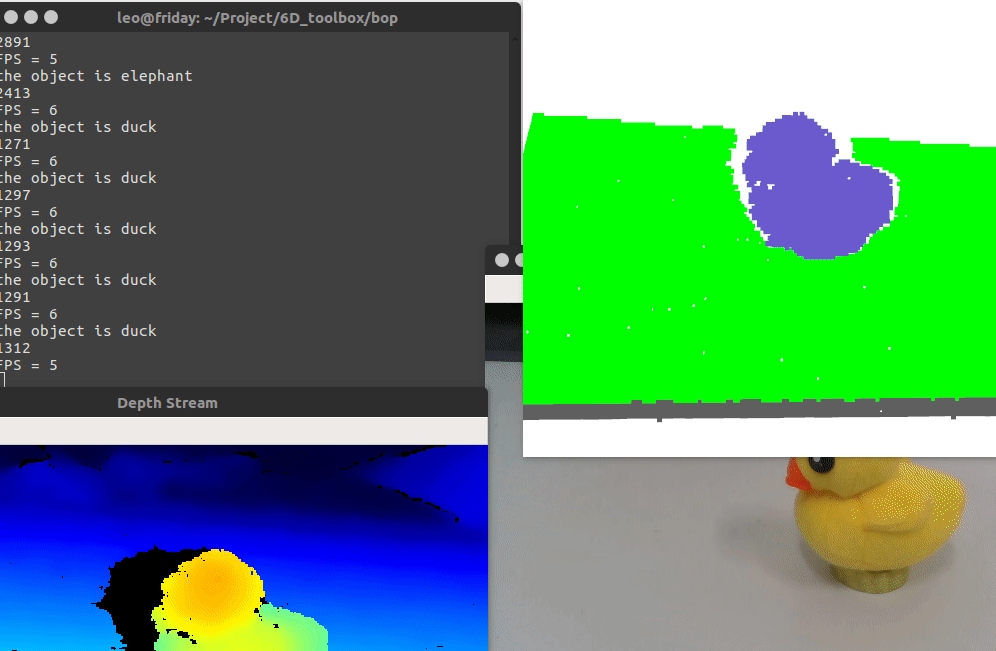 leo@friday: ~/Project/6D_toolbox/bop
2891
FPS = 5
the object is elephant
2413
FPS = 6
the object is duck
1271
FPS = 6
the object is duck
1297
FPS = 6
the object is duck
1293
FPS = 6
the object is duck
1291
FPS = 6
the object is duck
1312
FPS = 5
Depth Stream